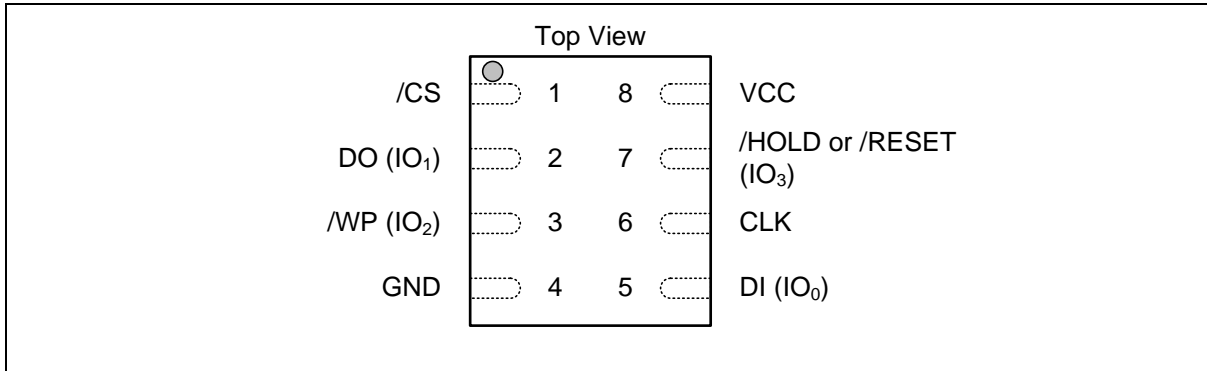 Top View
/CS 1 8 VCC
DO (IO₁) 2 7 /HOLD or /RESET
(IO₃)
/WP (IO₂) 3 6 CLK
GND 4 5 DI (IO₀)